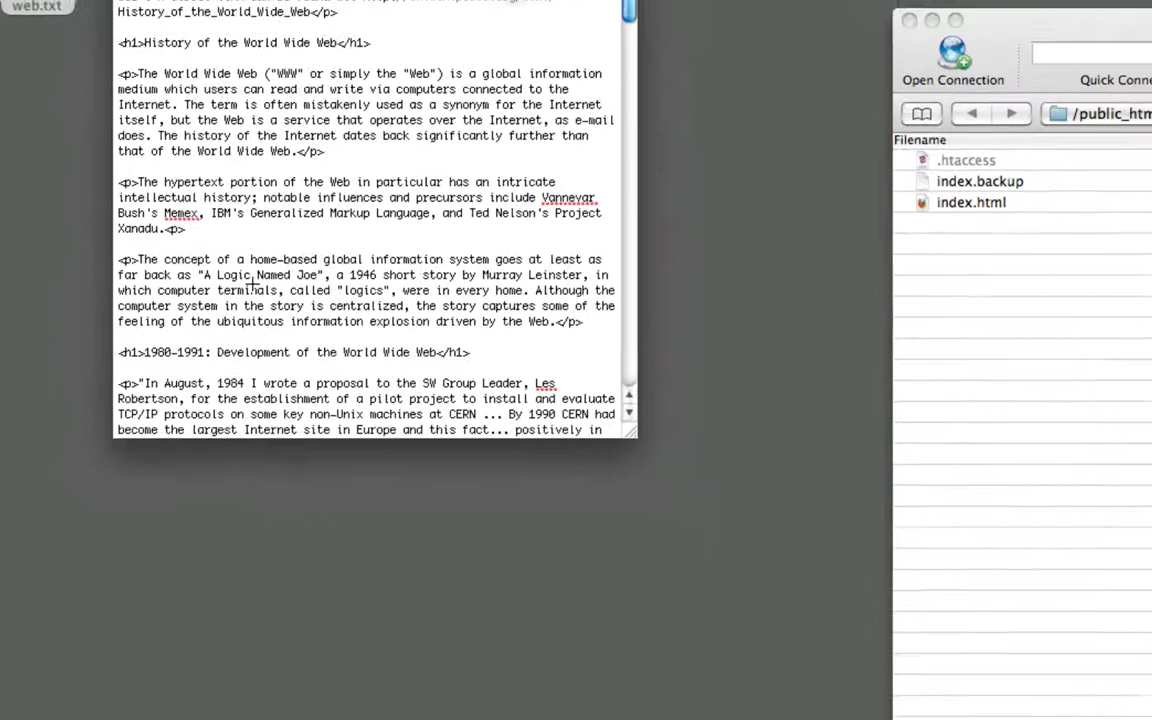 web.txt
History_of_the_World_Wide_Web</p>
<h1>History of the World Wide Web</h1>
<p>The World Wide Web ("WWW" or simply the "Web") is a global information
medium which users can read and write via computers connected to the
Internet. The term is often mistakenly used as a synonym for the Internet
itself, but the Web is a service that operates over the Internet, as e-mail
does. The history of the Internet dates back significantly further than
that of the World Wide Web.</p>
<p>The hypertext portion of the Web in particular has an intricate
intellectual history; notable influences and precursors include Vannevar
Bush's Memex, IBM's Generalized Markup Language, and Ted Nelson's Project
Xanadu.<p>
<p>The concept of a home-based global information system goes at least as
far back as "A Logic Named Joe", a 1946 short story by Murray Leinster, in
which computer terminals, called "logics", were in every home. Although the
computer system in the story is centralized, the story captures some of the
feeling of the ubiquitous information explosion driven by the Web.</p>
<h1>1980-1991: Development of the World Wide Web</h1>
<p>"In August, 1984 I wrote a proposal to the SW Group Leader, Les
Robertson, for the establishment of a pilot project to install and evaluate
TCP/IP protocols on some key non-Unix machines at CERN ... By 1990 CERN had
become the largest Internet site in Europe and this fact... positively in
Open Connection
Quick Conne
/public_htm
Filename
.htaccess
index.backup
index.html